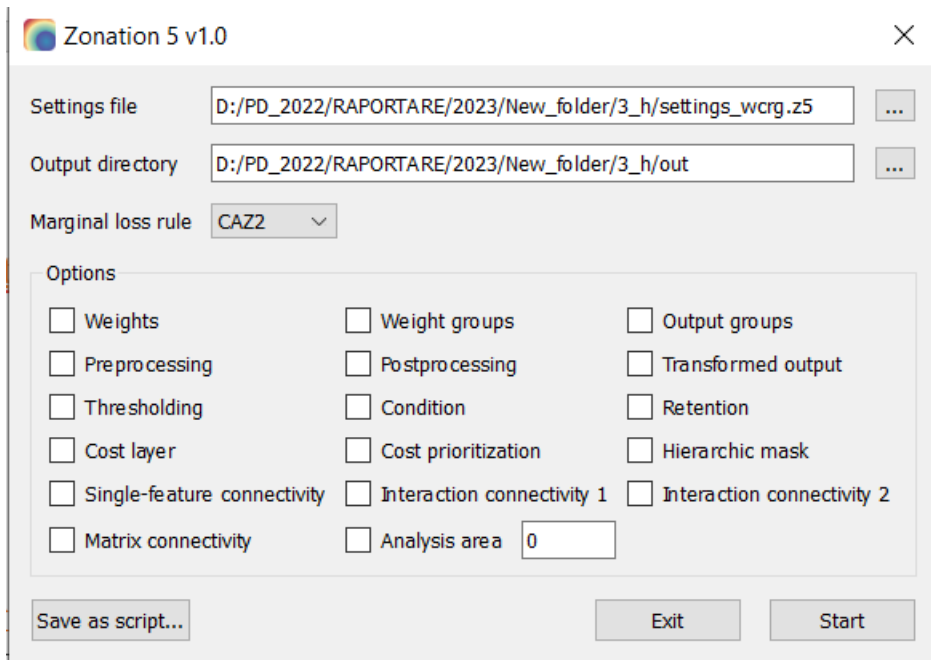 Zonation 5 v1.0
Settings file D:/PD_2022/RAPORTARE/2023/New_folder/3_h/settings_wcrg.z5 ...
Output directory D:/PD_2022/RAPORTARE/2023/New_folder/3_h/out ...
Marginal loss rule CAZ2
Options
Weights Weight groups Output groups
Preprocessing Postprocessing Transformed output
Thresholding Condition Retention
Cost layer Cost prioritization Hierarchic mask
Single-feature connectivity Interaction connectivity 1 Interaction connectivity 2
Matrix connectivity Analysis area 0
Save as script... Exit Start